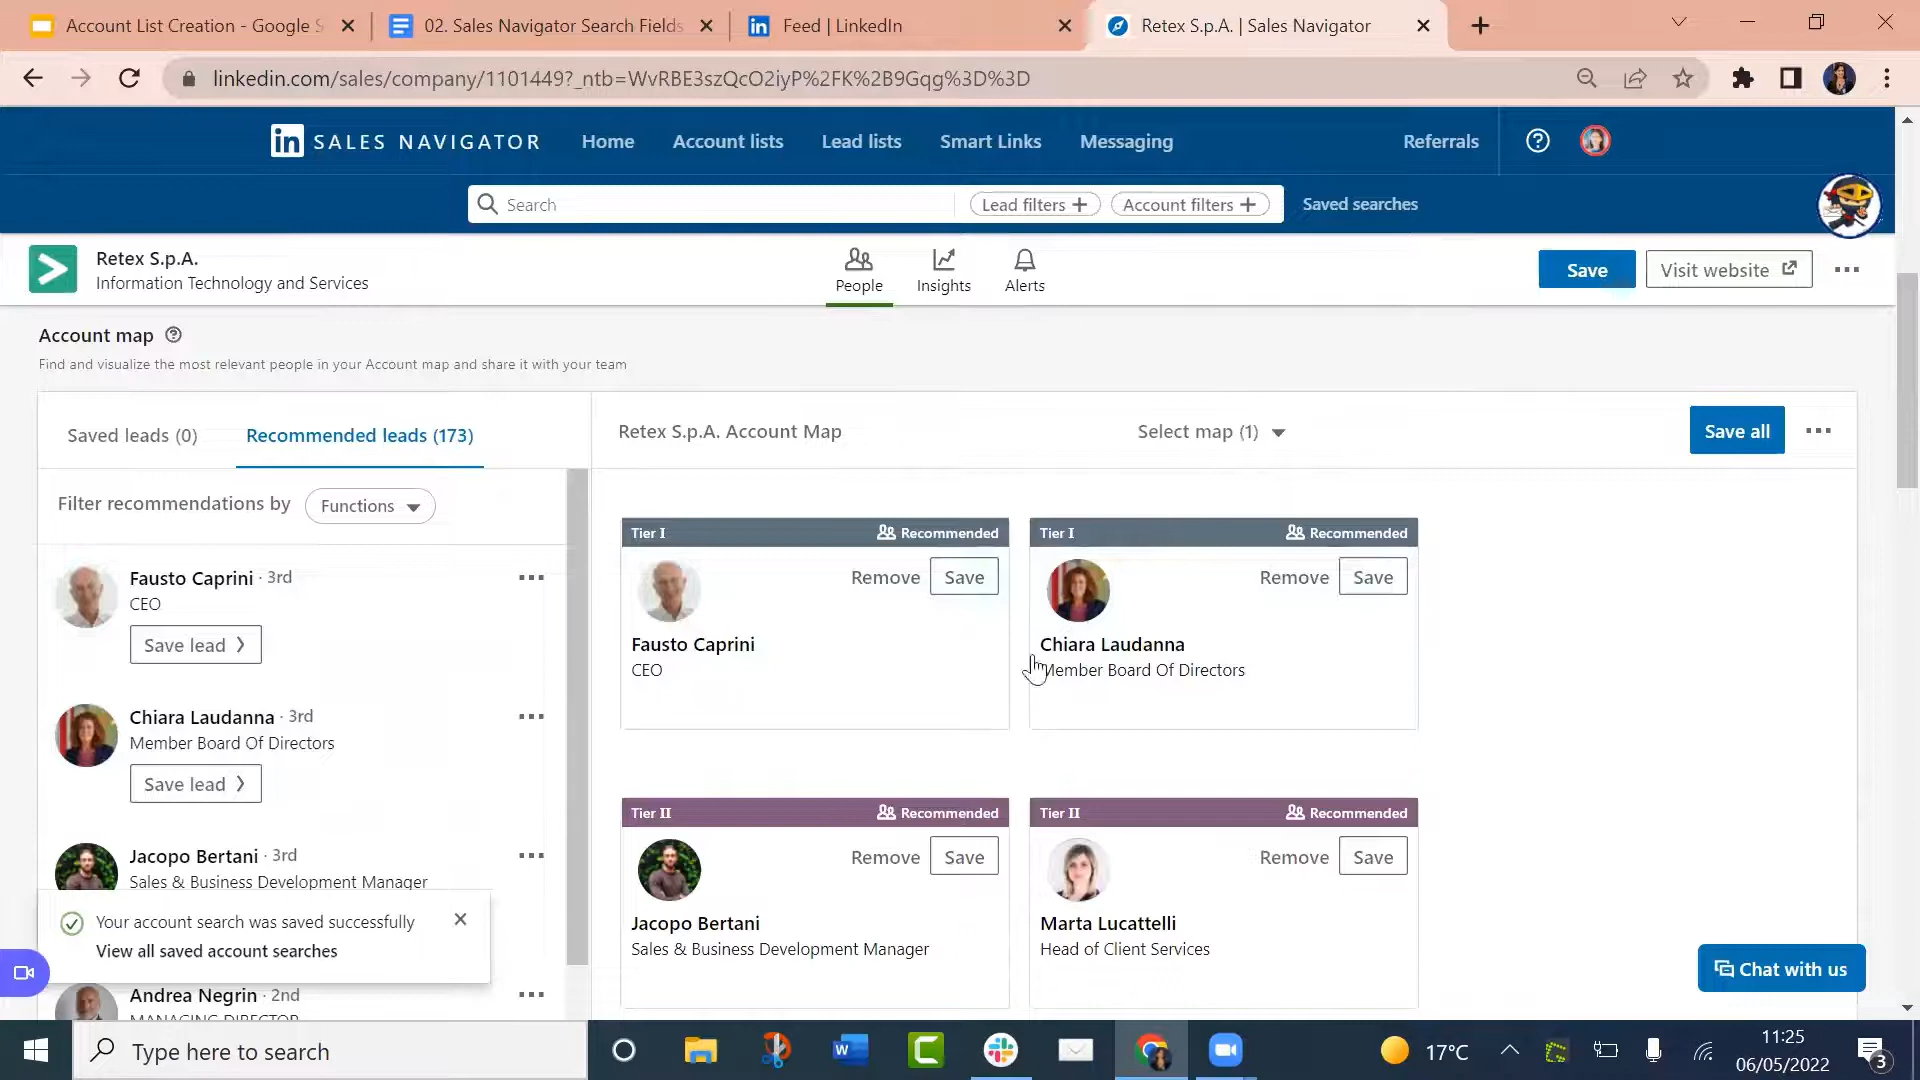 Account List Creation - Google S
02. Sales Navigator Search Fields
Feed | LinkedIn
Retex S.p.A. | Sales Navigator
linkedin.com/sales/company/1101449?_ntb=WvRBE3szQcO2iyP%2FK%2B9Gqg%3D%3D
in SALES NAVIGATOR
Home
Account lists
Lead lists
Smart Links
Messaging
Referrals
Search
Lead filters +
Account filters +
Saved searches
Retex S.p.A.
Information Technology and Services
People
Insights
Alerts
Save
Visit website
Account map
Find and visualize the most relevant people in your Account map and share it with your team
Saved leads (0)
Recommended leads (173)
Filter recommendations by
Functions
Fausto Caprini · 3rd
CEO
Save lead
Chiara Laudanna · 3rd
Member Board Of Directors
Save lead
Jacopo Bertani · 3rd
Sales & Business Development Manager
Your account search was saved successfully
View all saved account searches
Andrea Negrin · 2nd
MANAGING DIRECTOR
Retex S.p.A. Account Map
Select map (1)
Save all
Tier I
Recommended
Remove
Save
Fausto Caprini
CEO
Tier I
Recommended
Remove
Save
Chiara Laudanna
Member Board Of Directors
Tier II
Recommended
Remove
Save
Jacopo Bertani
Sales & Business Development Manager
Tier II
Recommended
Remove
Save
Marta Lucattelli
Head of Client Services
Chat with us
Type here to search
17°C
11:25
06/05/2022
3